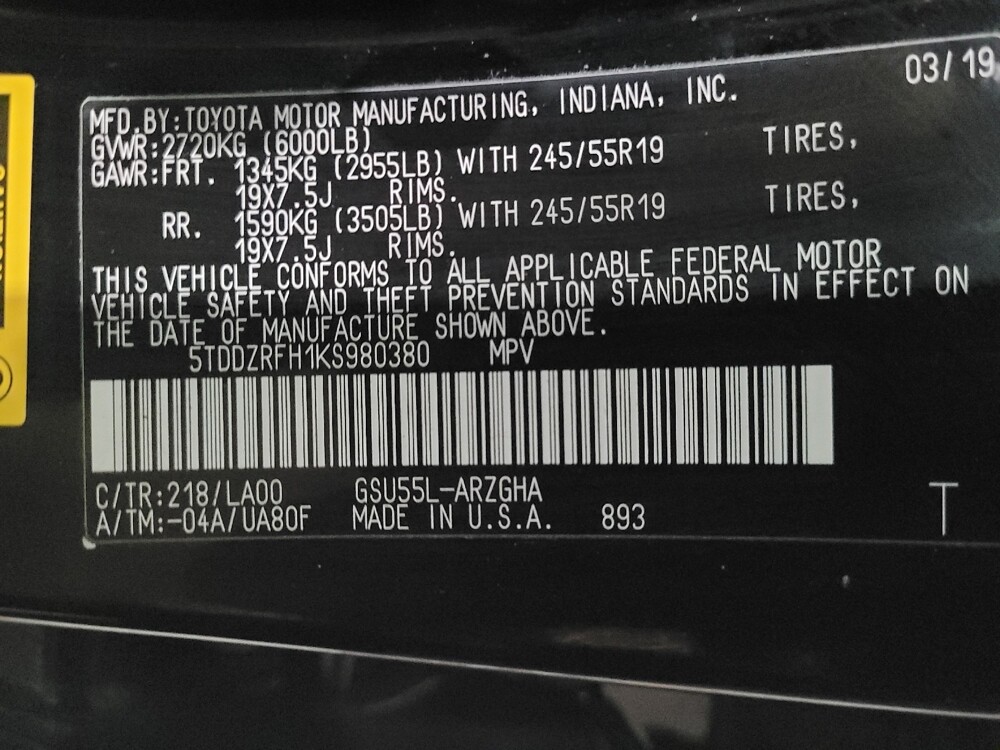 03/19
MFD.BY:TOYOTA MOTOR MANUFACTURING, INDIANA, INC.
GVWR:2720KG (6000LB)
GAWR:FRT. 1345KG (2955LB) WITH 245/55R19 TIRES,
19X7.5J RIMS.
RR. 1590KG (3505LB) WITH 245/55R19 TIRES,
19X7.5J RIMS.
THIS VEHICLE CONFORMS TO ALL APPLICABLE FEDERAL MOTOR
VEHICLE SAFETY AND THEFT PREVENTION STANDARDS IN EFFECT ON
THE DATE OF MANUFACTURE SHOWN ABOVE.
5TDDZRFH1KS980380 MPV
C/TR:218/LA00 GSU55L-ARZGHA
A/TM:-04A/UA80F MADE IN U.S.A. 893
T